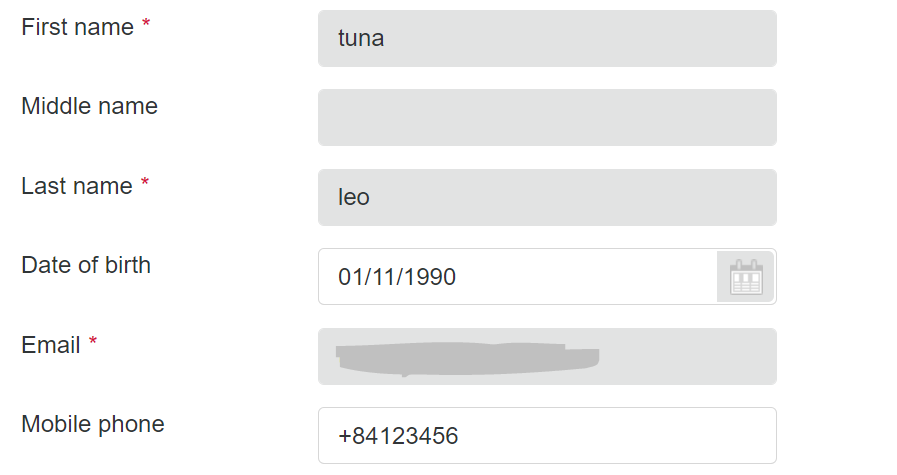 First name * tuna
Middle name
Last name * leo
Date of birth 01/11/1990
Email *
Mobile phone +84123456